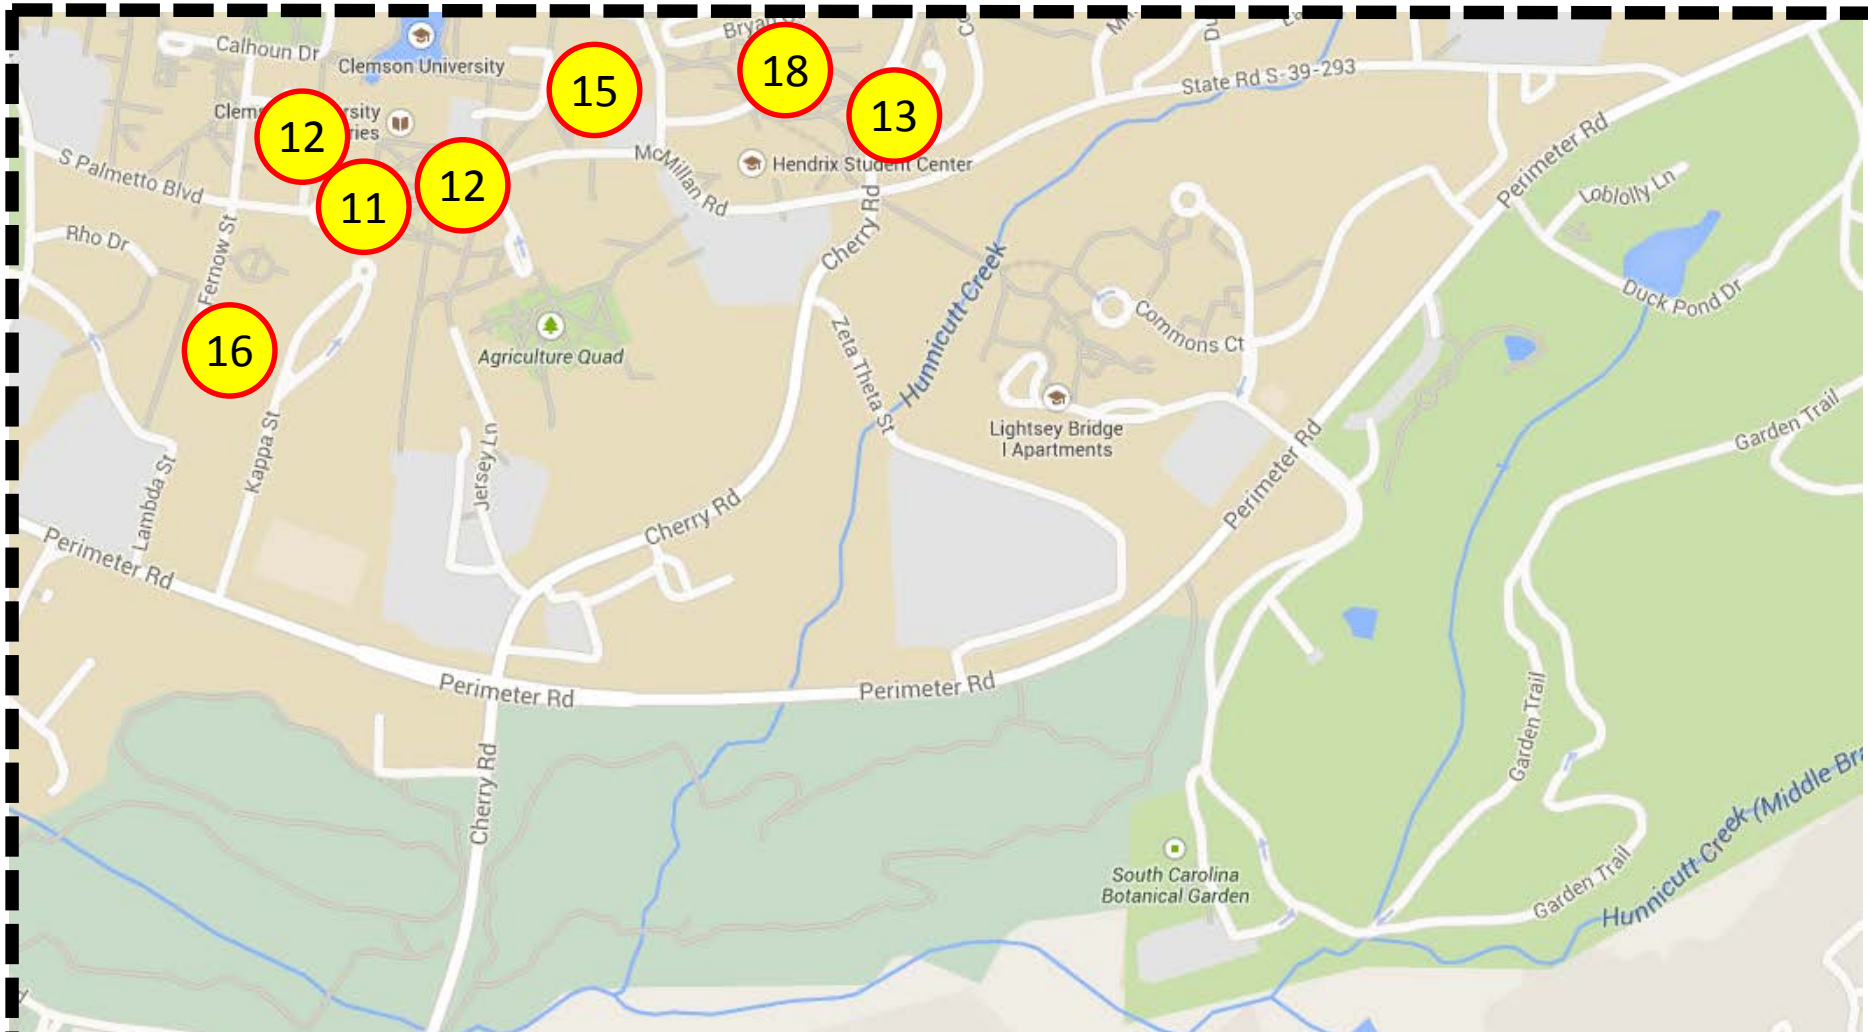 Bryan
Calhoun Dr
Clemson University
15
18
13
State Rd S-39-293
12
12
11
S Palmetto Blvd
McMillan Rd
Hendrix Student Center
Perimeter Rd
Loblolly Ln
Rho Dr
Fernow St
Cherry Rd
Hunnicutt Creek
Duck Pond Dr
Commons Ct
16
Agriculture Quad
Zeta Theta St
Lightsey Bridge
I Apartments
Garden Trail
Kappa St
Jersey Ln
Lambda St
Perimeter Rd
Cherry Rd
Perimeter Rd
Perimeter Rd
Perimeter Rd
Cherry Rd
Garden Trail
South Carolina
Botanical Garden
Garden Trail
Hunnicutt Creek (Middle Bra